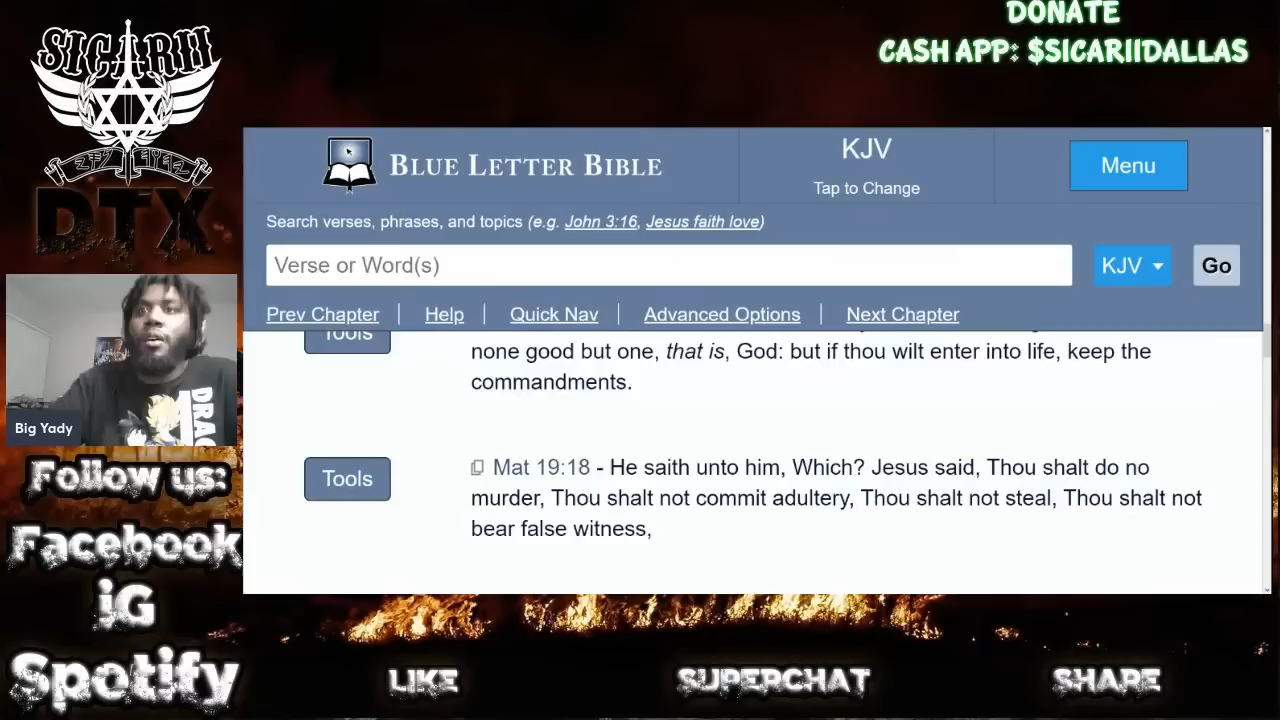 SICARII
DTX
DONATE
CASH APP: $SICARIIDALLAS
BLUE LETTER BIBLE
KJV
Tap to Change
Menu
Search verses, phrases, and topics (e.g. John 3:16, Jesus faith love)
Verse or Word(s)
KJV
Go
Prev Chapter
Help
Quick Nav
Advanced Options
Next Chapter
Tools
none good but one, that is, God: but if thou wilt enter into life, keep the
commandments.
Tools
Mat 19:18 - He saith unto him, Which? Jesus said, Thou shalt do no
murder, Thou shalt not commit adultery, Thou shalt not steal, Thou shalt not
bear false witness,
DRAG
Big Yady
Follow us:
Facebook
iG
Spotify
LIKE
SUPERCHAT
SHARE